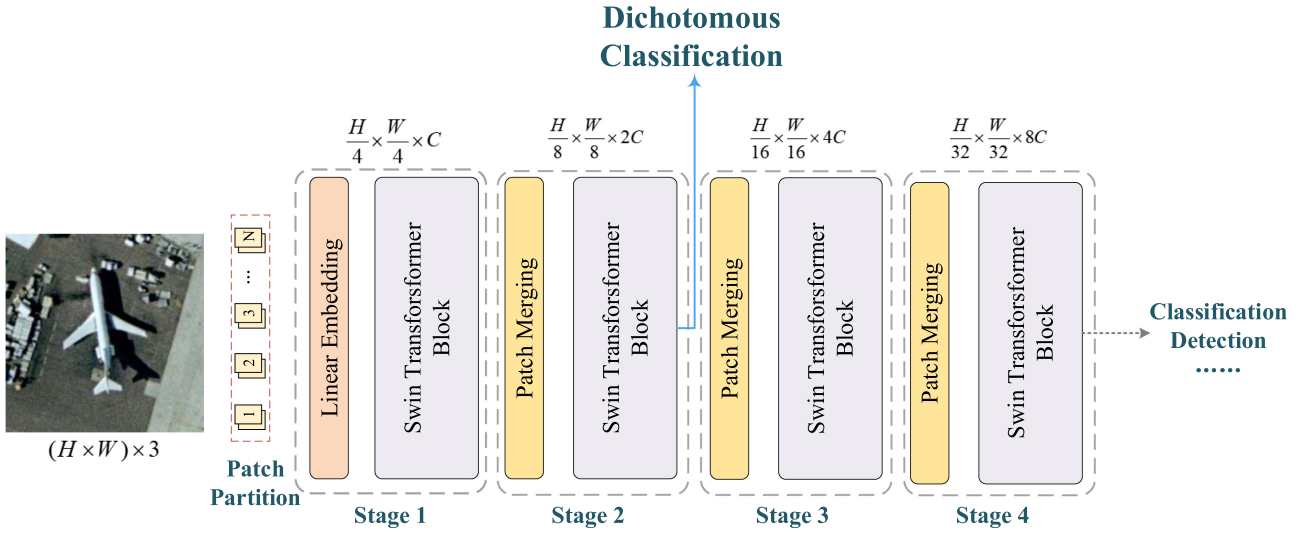 Dichotomous
Classification
H/4 × W/4 × C
H/8 × W/8 × 2C
H/16 × W/16 × 4C
H/32 × W/32 × 8C
(H × W) × 3
1
2
3
...
N
Patch
Partition
Linear Embedding
Swin Transforsformer
Block
Stage 1
Patch Merging
Swin Transforsformer
Block
Stage 2
Patch Merging
Swin Transforsformer
Block
Stage 3
Patch Merging
Swin Transforsformer
Block
Stage 4
Classification
Detection
......